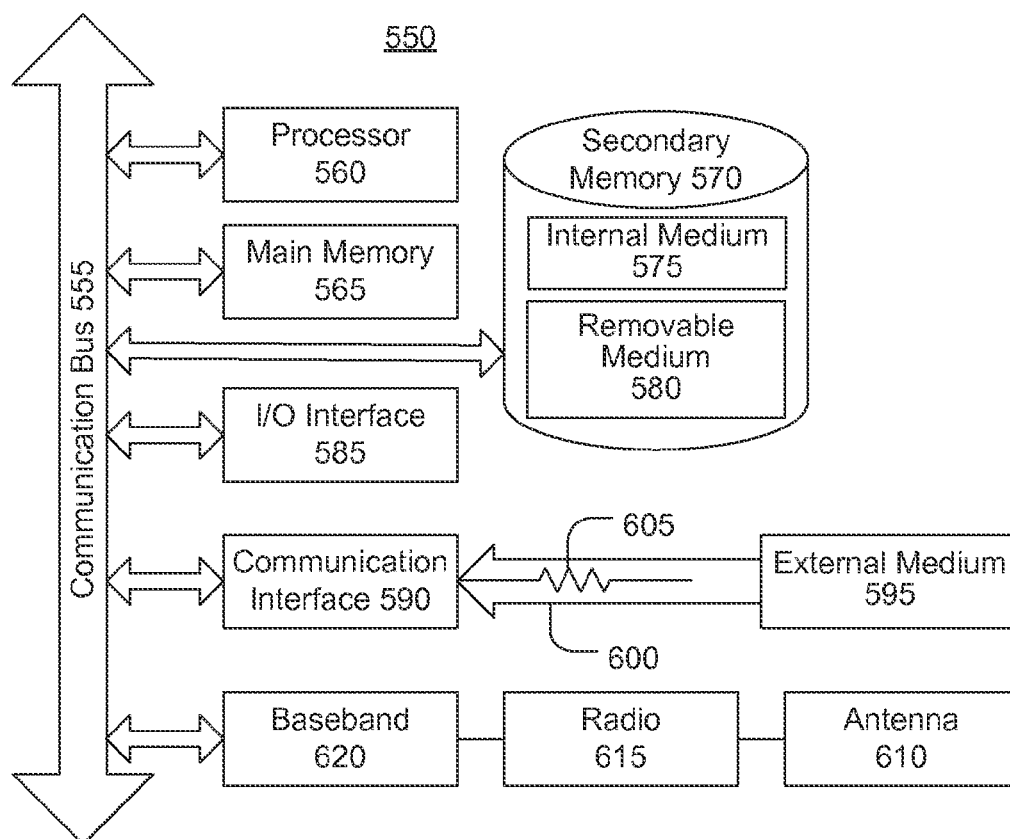 550
Communication Bus 555
Processor
560
Secondary
Memory 570
Main Memory
565
Internal Medium
575
Removable
Medium
580
I/O Interface
585
605
Communication
Interface 590
External Medium
595
600
Baseband
620
Radio
615
Antenna
610